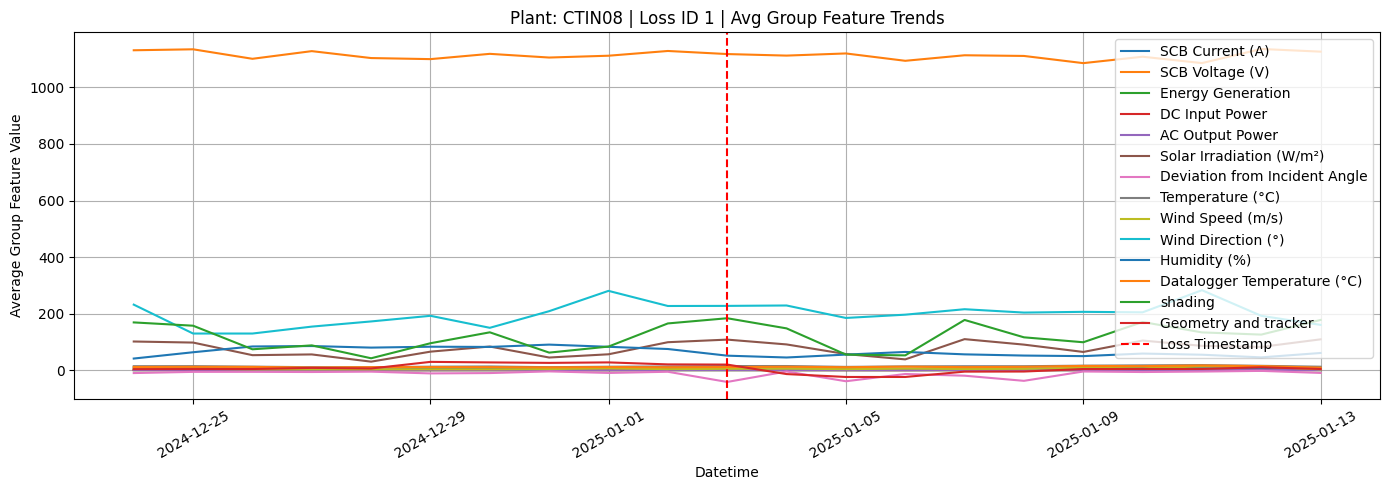 Plant: CTIN08 | Loss ID 1 | Avg Group Feature Trends
Average Group Feature Value
1000
800
600
400
200
0
SCB Current (A)
SCB Voltage (V)
Energy Generation
DC Input Power
AC Output Power
Solar Irradiation (W/m²)
Deviation from Incident Angle
Temperature (°C)
Wind Speed (m/s)
Wind Direction (°)
Humidity (%)
Datalogger Temperature (°C)
shading
Geometry and tracker
Loss Timestamp
2024-12-25
2024-12-29
2025-01-01
2025-01-05
2025-01-09
2025-01-13
Datetime